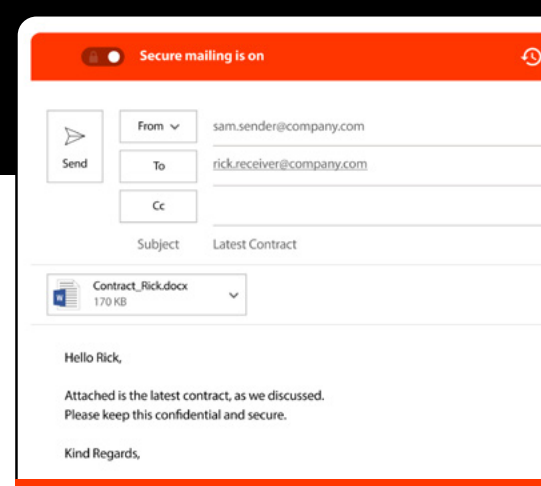 Secure mailing is on
From
sam.sender@company.com
Send
To
rick.receiver@company.com
Cc
Subject
Latest Contract
W
Contract_Rick.docx
170 KB
Hello Rick,
Attached is the latest contract, as we discussed.
Please keep this confidential and secure.
Kind Regards,